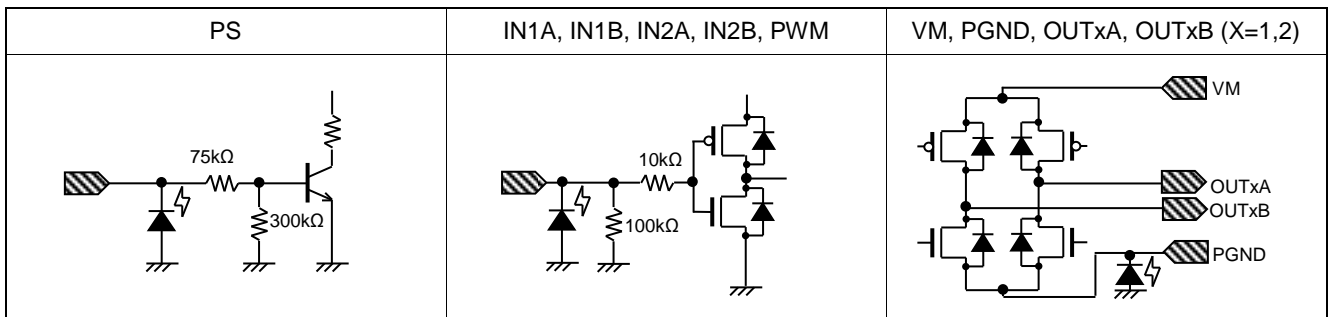 PS
IN1A, IN1B, IN2A, IN2B, PWM
VM, PGND, OUTxA, OUTxB (X=1,2)
75kΩ
300kΩ
10kΩ
100kΩ
VM
OUTxA
OUTxB
PGND